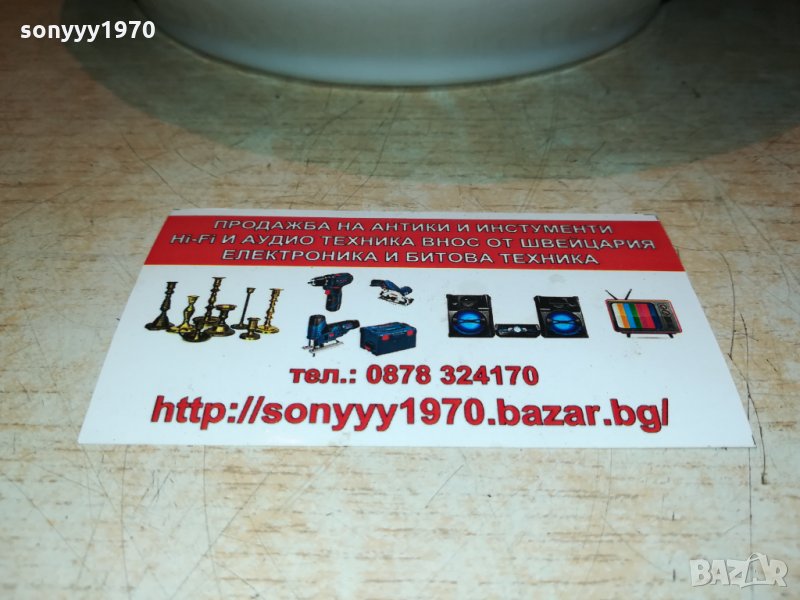 sonyyy1970
ПРОДАЖБА НА АНТИКИ И ИНСТУМЕНТИ
Hi-Fi И АУДИО ТЕХНИКА ВНОС ОТ ШВЕЙЦАРИЯ
ЕЛЕКТРОНИКА И БИТОВА ТЕХНИКА
тел.: 0878 324170
http://sonyyy1970.bazar.bg/
BAZAR